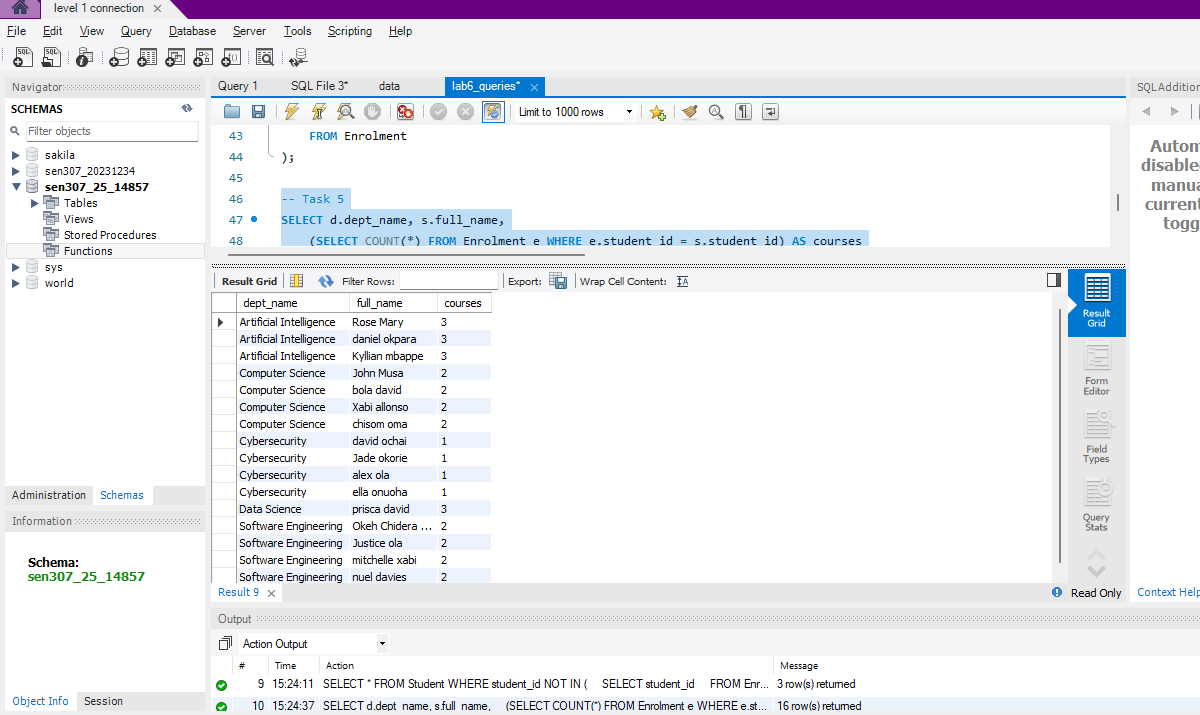 level 1 connection
File Edit View Query Database Server Tools Scripting Help
Navigator
SCHEMAS
Filter objects
sakila
sen307_20231234
sen307_25_14857
Tables
Views
Stored Procedures
Functions
sys
world
Administration Schemas
Information
Schema:
sen307_25_14857
Object Info Session
Query 1 SQL File 3* data lab6_queries*
Limit to 1000 rows
43 FROM Enrolment
44 );
45
46 -- Task 5
47 SELECT d.dept_name, s.full_name,
48 (SELECT COUNT(*) FROM Enrolment e WHERE e.student_id = s.student_id) AS courses
Result Grid Filter Rows: Export: Wrap Cell Content:
dept_name full_name courses
Artificial Intelligence Rose Mary 3
Artificial Intelligence daniel okpara 3
Artificial Intelligence Kyllian mbappe 3
Computer Science John Musa 2
Computer Science bola david 2
Computer Science Xabi allonso 2
Computer Science chisom oma 2
Cybersecurity david ochai 1
Cybersecurity Jade okorie 1
Cybersecurity alex ola 1
Cybersecurity ella onuoha 1
Data Science prisca david 3
Software Engineering Okeh Chidera ... 2
Software Engineering Justice ola 2
Software Engineering mitchelle xabi 2
Software Engineering nuel davies 2
Result Grid
Form Editor
Field Types
Query Stats
Result 9 Read Only
Output
Action Output
# Time Action Message
9 15:24:11 SELECT * FROM Student WHERE student_id NOT IN ( SELECT student_id FROM Enr... 3 row(s) returned
10 15:24:37 SELECT d.dept_name, s.full_name, (SELECT COUNT(*) FROM Enrolment e WHERE e.st... 16 row(s) returned
SQL Addition
Autom
disable
manua
current
togg
Context Help